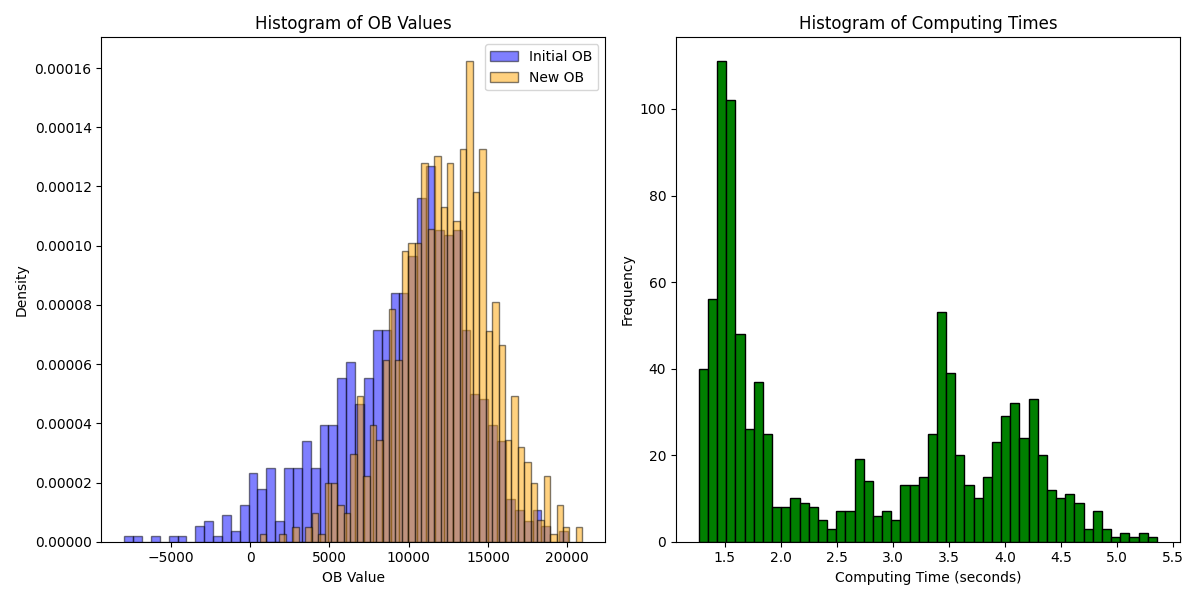 Histogram of OB Values
Initial OB
New OB
0.00016
0.00014
0.00012
0.00010
0.00008
0.00006
0.00004
0.00002
0.00000
Density
−5000 0 5000 10000 15000 20000
OB Value
Histogram of Computing Times
100
80
60
40
20
0
Frequency
1.5 2.0 2.5 3.0 3.5 4.0 4.5 5.0 5.5
Computing Time (seconds)